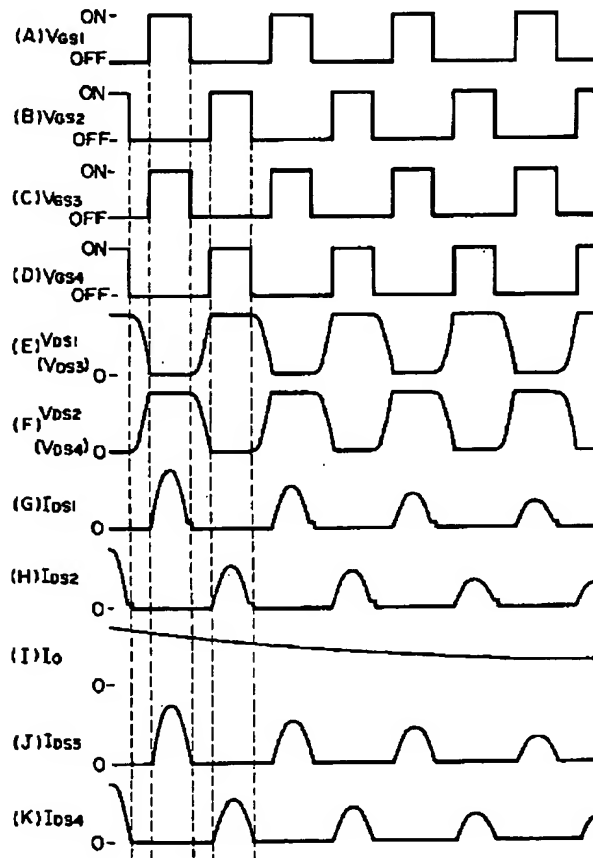 ON-
(A) VGS1
OFF
ON
(B) VGS2
OFF-
ON-
(C) VGS3
OFF
ON
(D) VGS4
OFF-
(E) VDS1
(VDS3)
0-
(F) VDS2
(VDS4)
0-
(G) IDS1
0-
(H) IDS2
0-
(I) IO
0-
(J) IDS3
0-
(K) IDS4
0-